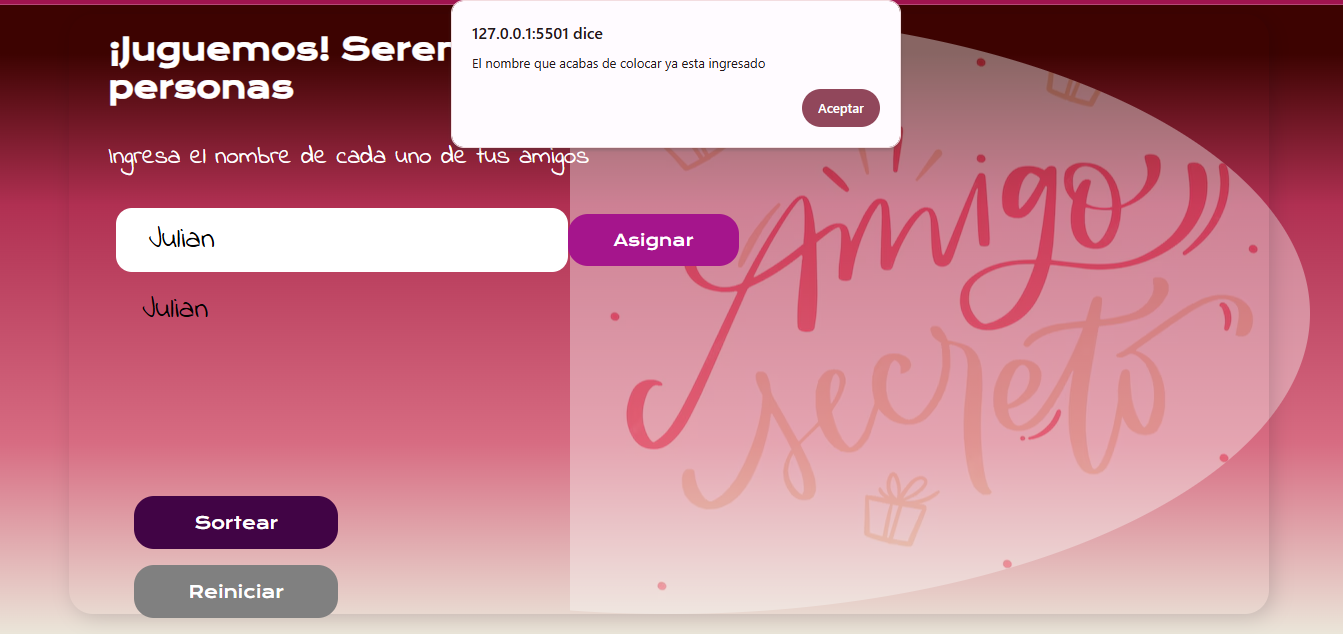 127.0.0.1:5501 dice
El nombre que acabas de colocar ya esta ingresado
Aceptar
¡Juguemos!
personas
Ingresa el nombre de cada uno de tus amigos
Julian
Asignar
Julian
Amigo
secreto
Sortear
Reiniciar